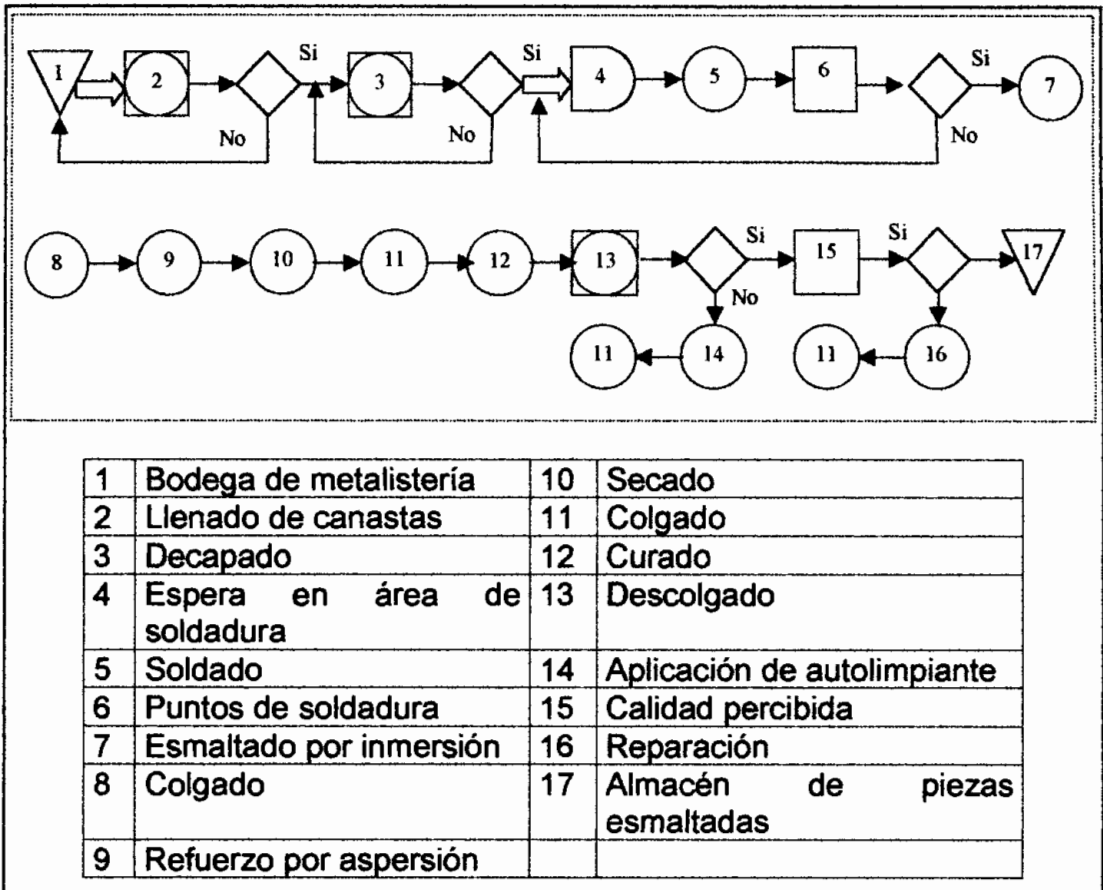 1 2 Si 3 Si 4 5 6 Si 7
No No No
8 9 10 11 12 13 Si 15 Si 17
No
11 14 11 16
1 Bodega de metalistería 10 Secado
2 Llenado de canastas 11 Colgado
3 Decapado 12 Curado
4 Espera en área de 13 Descolgado
soldadura
5 Soldado 14 Aplicación de autolimpiante
6 Puntos de soldadura 15 Calidad percibida
7 Esmaltado por inmersión 16 Reparación
8 Colgado 17 Almacén de piezas
esmaltadas
9 Refuerzo por aspersión